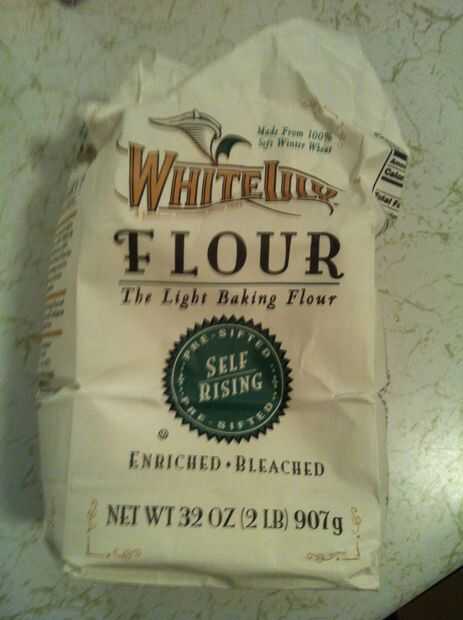 Made From 100%
Soft Winter Wheat
WHITE LILY
FLOUR
The Light Baking Flour
PRE-SIFTED
SELF
RISING
PRE-SIFTED
ENRICHED • BLEACHED
NET WT 32 OZ (2 LB) 907g